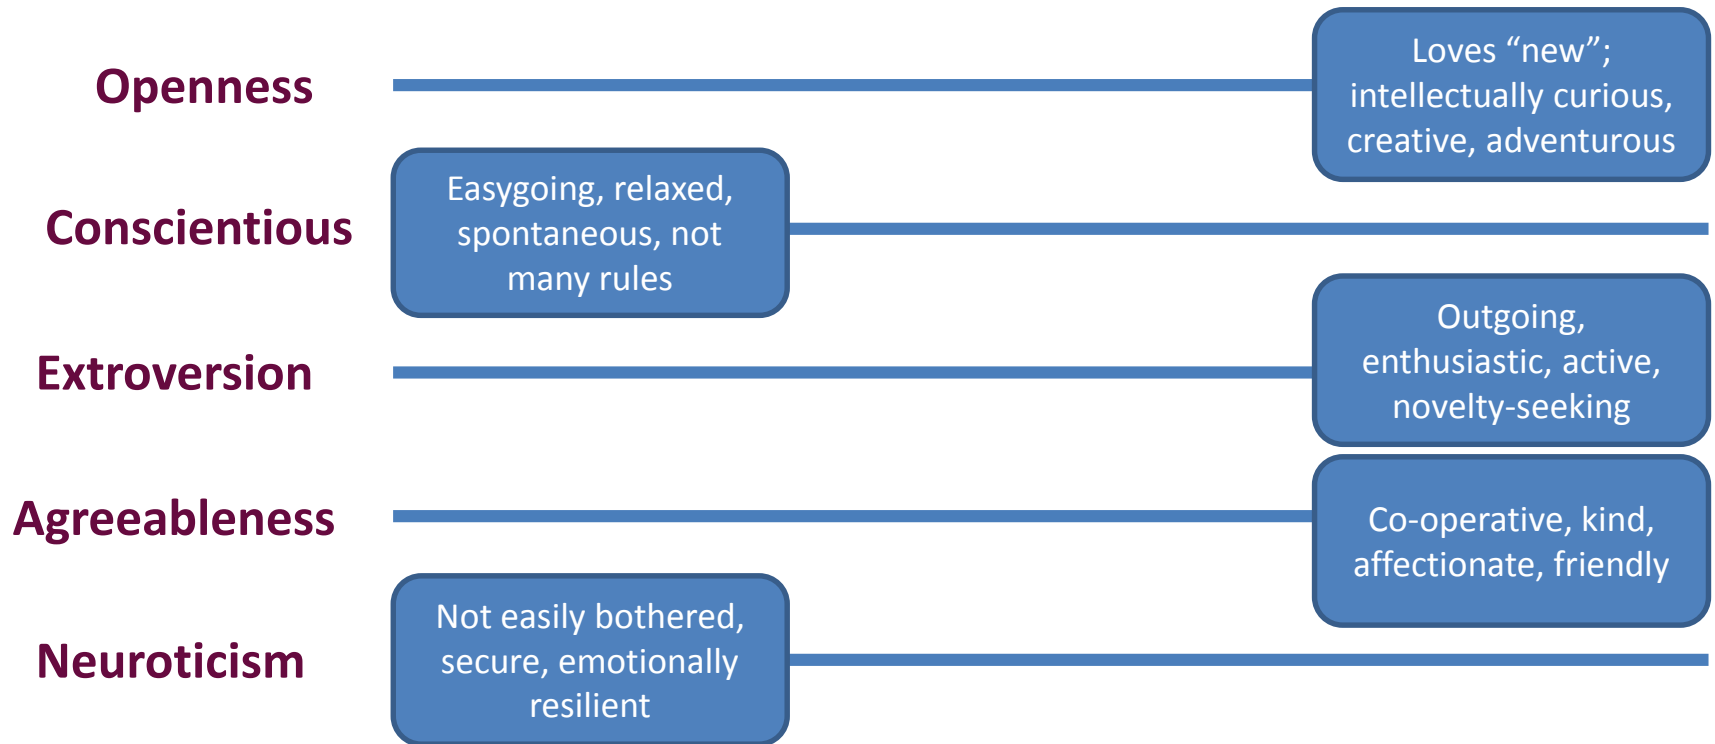 Openness
Loves “new”;
intellectually curious,
creative, adventurous
Conscientious
Easygoing, relaxed,
spontaneous, not
many rules
Extroversion
Outgoing,
enthusiastic, active,
novelty-seeking
Agreeableness
Co-operative, kind,
affectionate, friendly
Neuroticism
Not easily bothered,
secure, emotionally
resilient